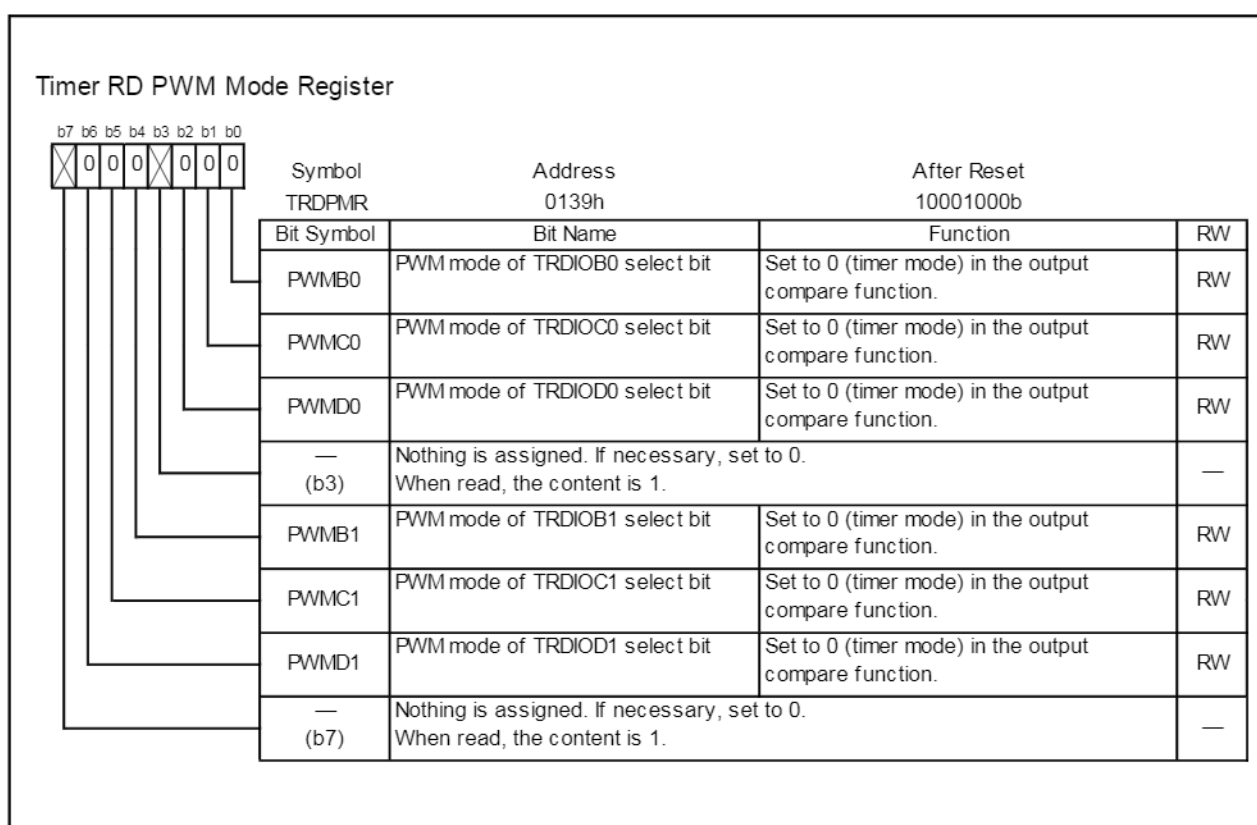 Timer RD PWM Mode Register
b7 b6 b5 b4 b3 b2 b1 b0
0 0 0 0 0 0
Symbol Address After Reset
TRDPMR 0139h 10001000b
Bit Symbol Bit Name Function RW
PWMB0 PWM mode of TRDIOB0 select bit Set to 0 (timer mode) in the output RW
compare function.
PWMC0 PWM mode of TRDIOC0 select bit Set to 0 (timer mode) in the output RW
compare function.
PWMD0 PWM mode of TRDIOD0 select bit Set to 0 (timer mode) in the output RW
compare function.
— Nothing is assigned. If necessary, set to 0. —
(b3) When read, the content is 1.
PWMB1 PWM mode of TRDIOB1 select bit Set to 0 (timer mode) in the output RW
compare function.
PWMC1 PWM mode of TRDIOC1 select bit Set to 0 (timer mode) in the output RW
compare function.
PWMD1 PWM mode of TRDIOD1 select bit Set to 0 (timer mode) in the output RW
compare function.
— Nothing is assigned. If necessary, set to 0. —
(b7) When read, the content is 1.